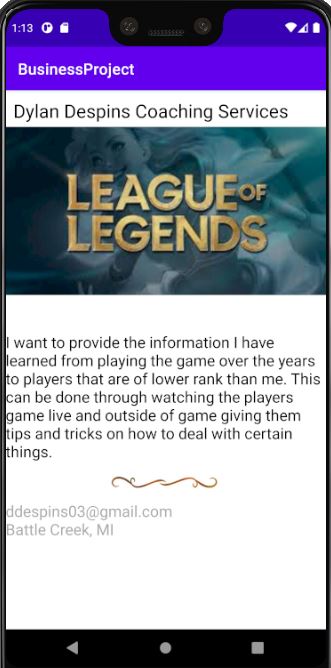 1:13
BusinessProject
Dylan Despins Coaching Services
LEAGUE OF
LEGENDS
I want to provide the information I have
learned from playing the game over the years
to players that are of lower rank than me. This
can be done through watching the players
game live and outside of game giving them
tips and tricks on how to deal with certain
things.
ddespins03@gmail.com
Battle Creek, MI